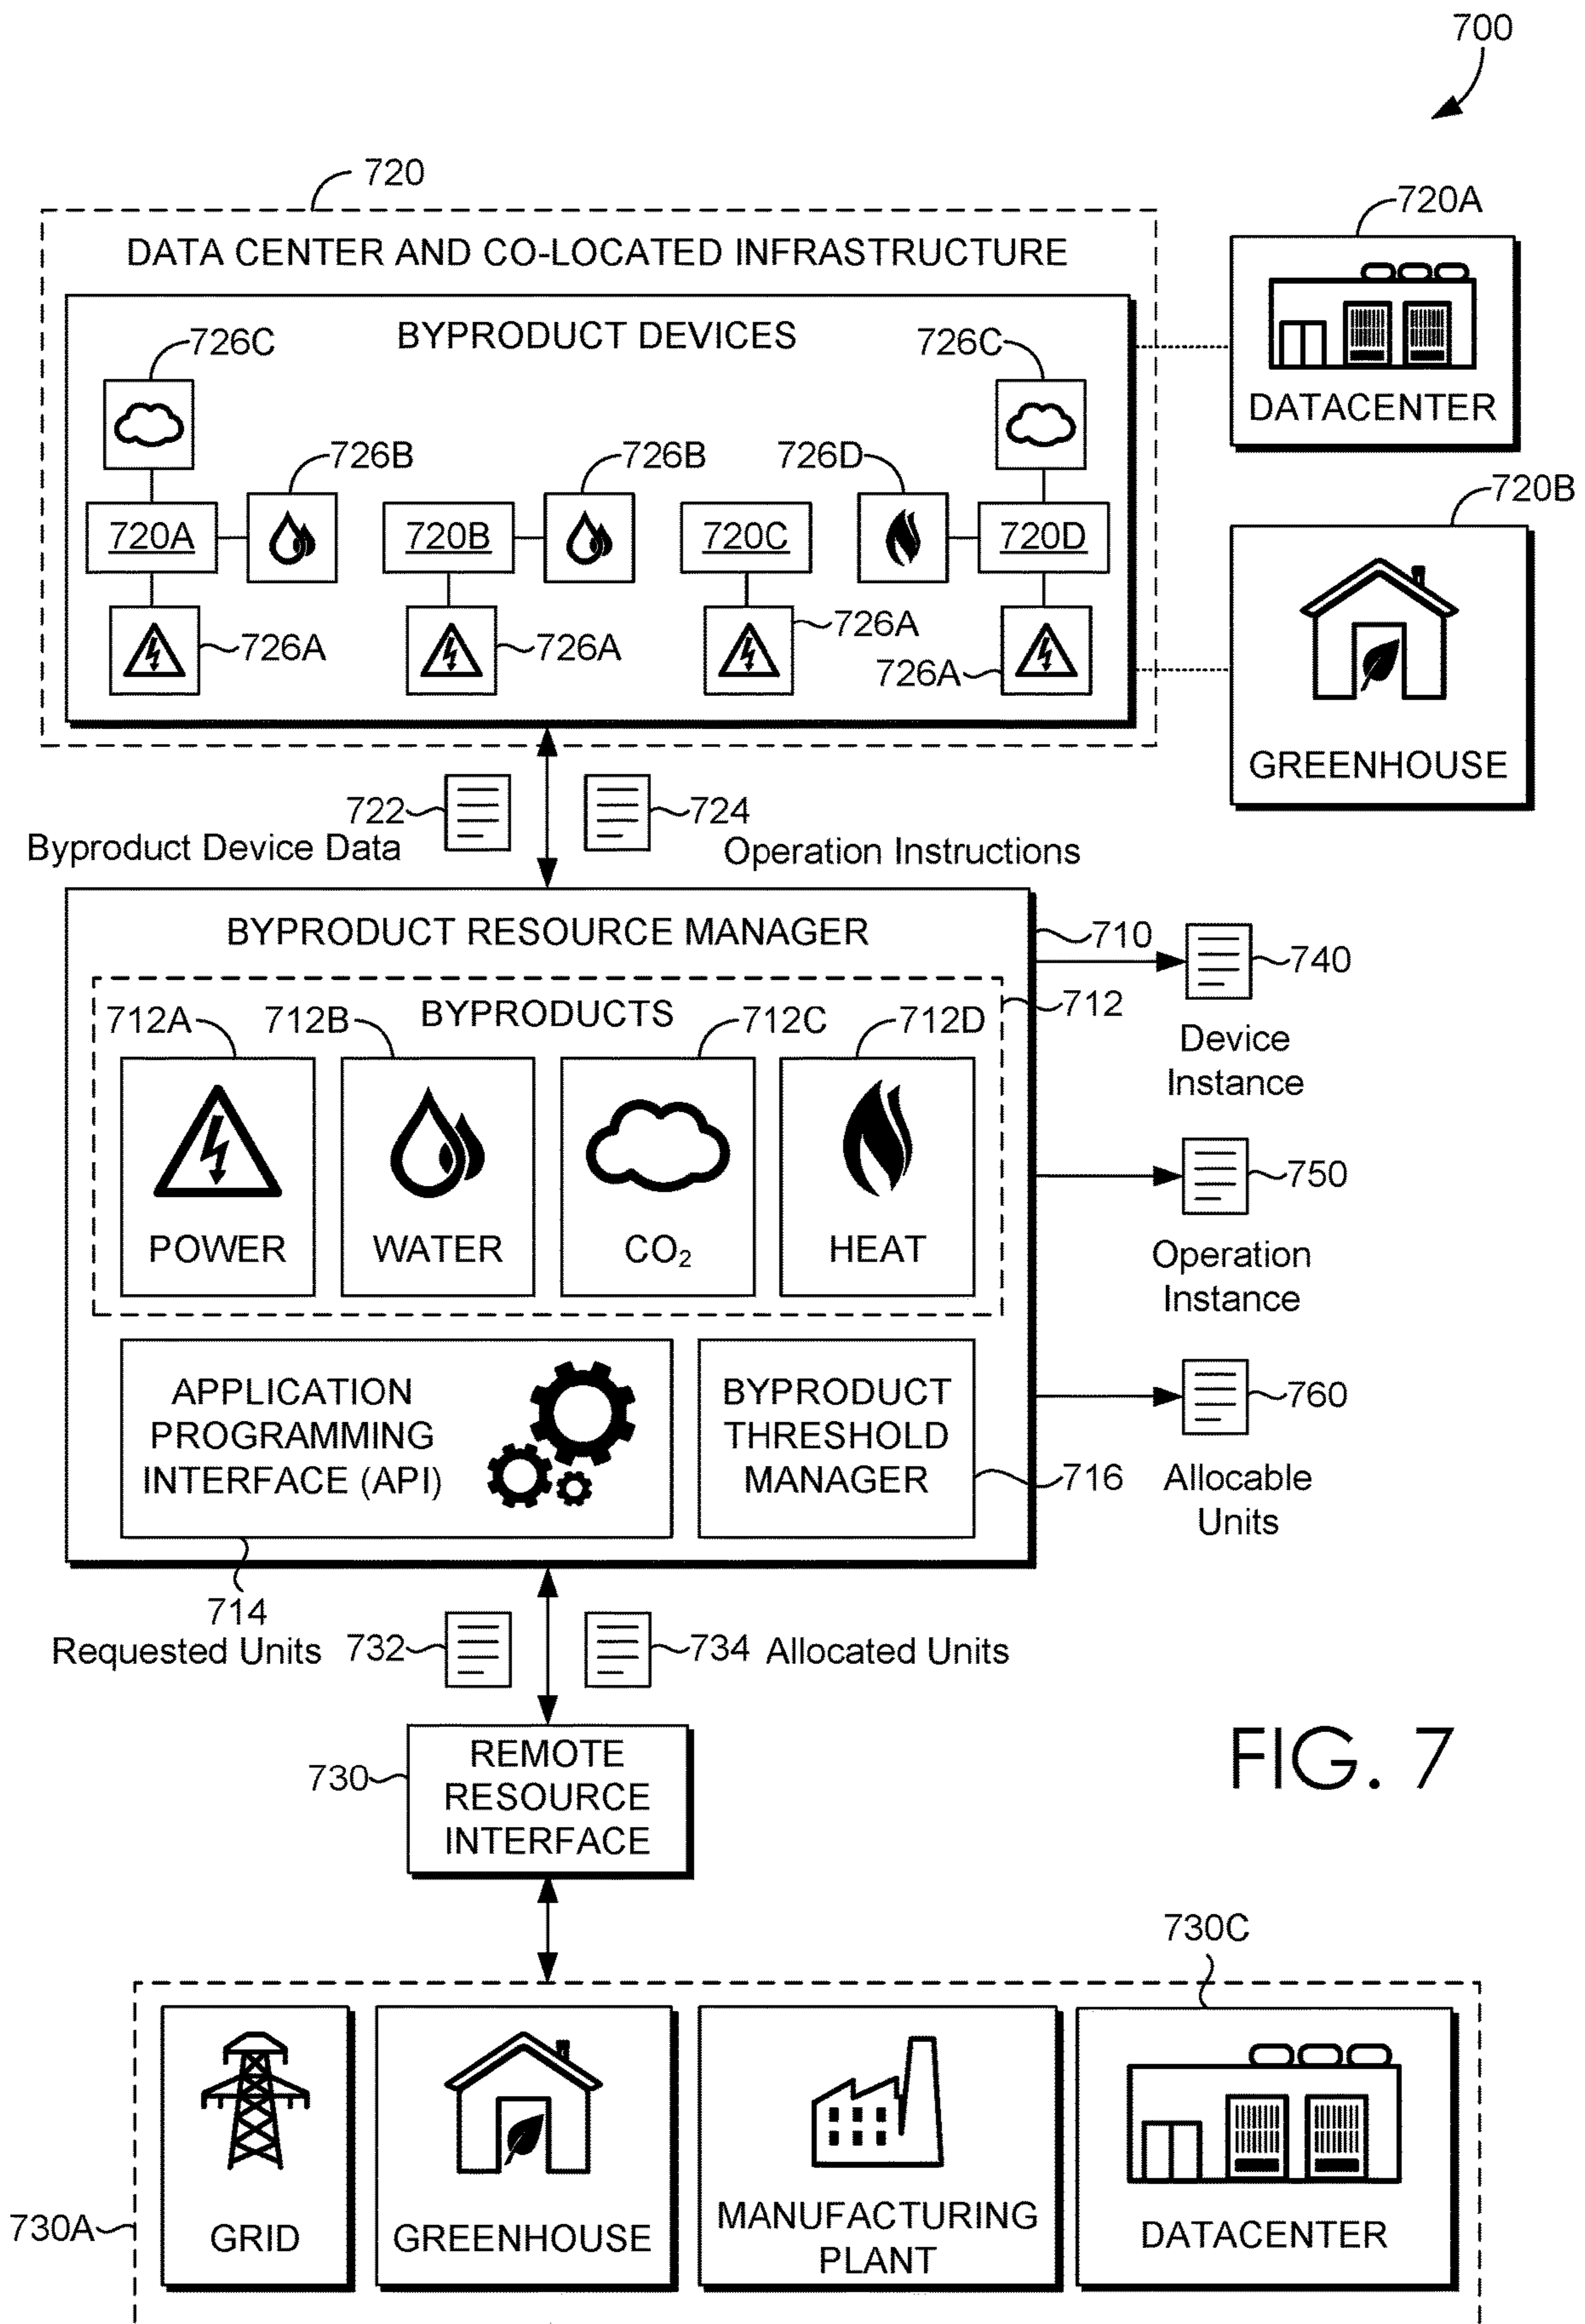 700
720
720A
DATA CENTER AND CO-LOCATED INFRASTRUCTURE
BYPRODUCT DEVICES
726C
726C
DATACENTER
726B
726B
726D
720B
720A
720B
720C
720D
726A
726A
726A
726A
GREENHOUSE
722
724
Byproduct Device Data
Operation Instructions
BYPRODUCT RESOURCE MANAGER
710
740
Device
Instance
BYPRODUCTS
712
712A
712B
712C
712D
POWER
WATER
CO₂
HEAT
750
Operation
Instance
APPLICATION
PROGRAMMING
INTERFACE (API)
BYPRODUCT
THRESHOLD
MANAGER
716
760
Allocable
Units
714
Requested Units
732
734
Allocated Units
730
REMOTE
RESOURCE
INTERFACE
FIG. 7
730C
730A
GRID
GREENHOUSE
MANUFACTURING
PLANT
DATACENTER